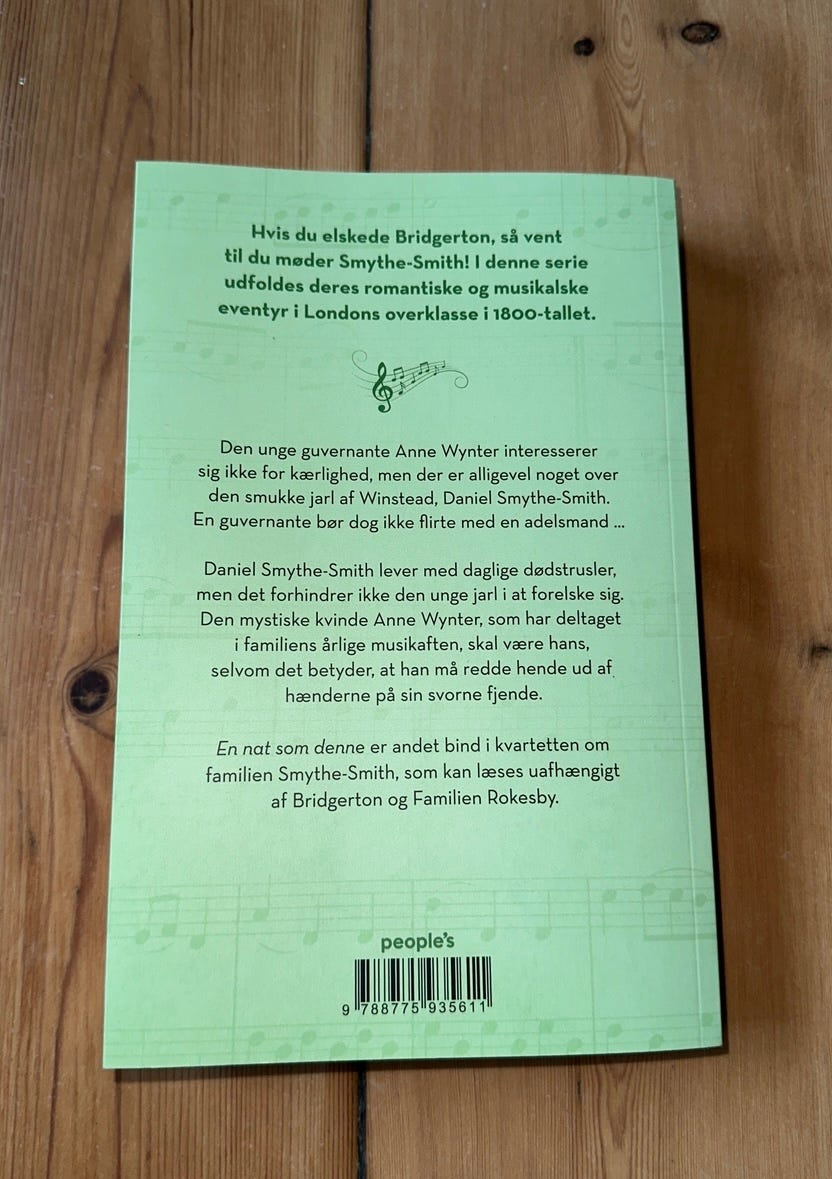 Hvis du elskede Bridgerton, så vent
til du møder Smythe-Smith! I denne serie
udfoldes deres romantiske og musikalske
eventyr i Londons overklasse i 1800-tallet.
Den unge guvernante Anne Wynter interesserer
sig ikke for kærlighed, men der er alligevel noget over
den smukke jarl af Winstead, Daniel Smythe-Smith.
En guvernante bør dog ikke flirte med en adelsmand ...
Daniel Smythe-Smith lever med daglige dødstrusler,
men det forhindrer ikke den unge jarl i at forelske sig.
Den mystiske kvinde Anne Wynter, som har deltaget
i familiens årlige musikaften, skal være hans,
selvom det betyder, at han må redde hende ud af
hænderne på sin svorne fjende.
En nat som denne er andet bind i kvartetten om
familien Smythe-Smith, som kan læses uafhængigt
af Bridgerton og Familien Rokesby.
people's
9 788775 935611